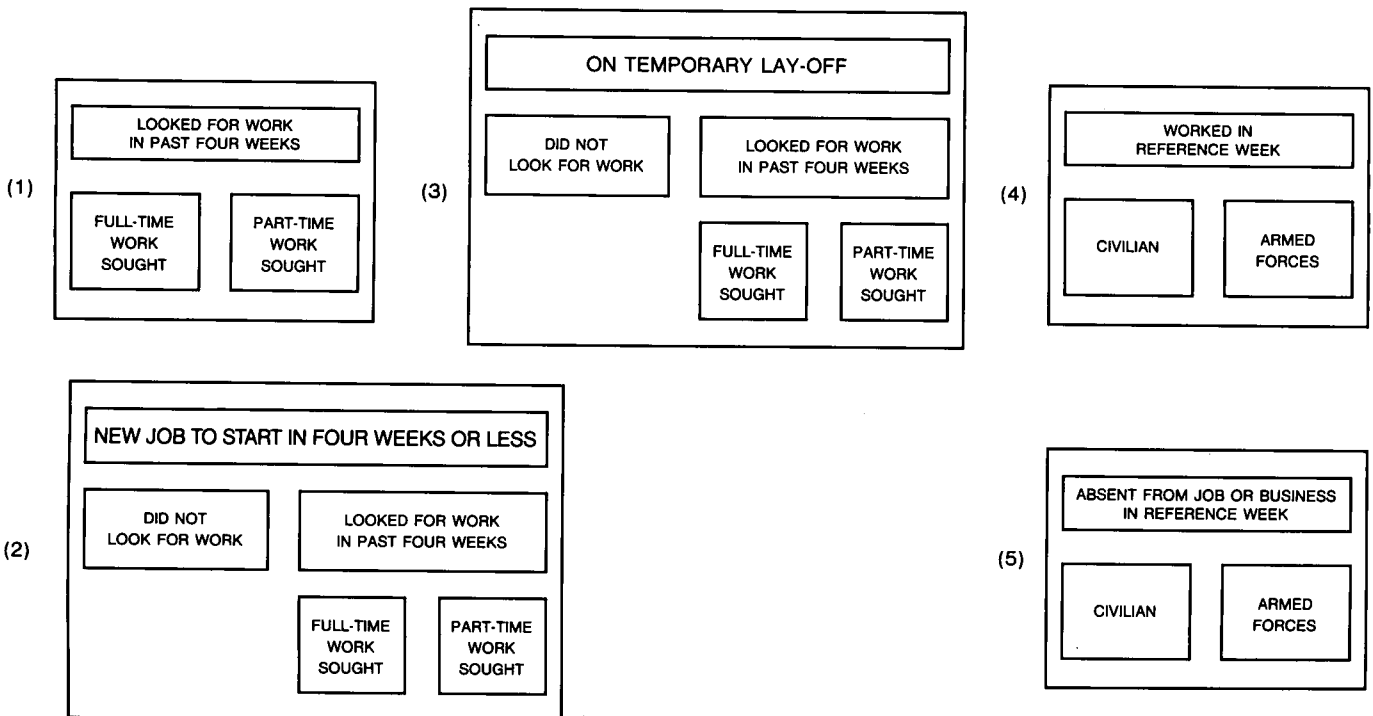 (1)
LOOKED FOR WORK
IN PAST FOUR WEEKS
FULL-TIME
WORK
SOUGHT
PART-TIME
WORK
SOUGHT
(3)
ON TEMPORARY LAY-OFF
DID NOT
LOOK FOR WORK
LOOKED FOR WORK
IN PAST FOUR WEEKS
FULL-TIME
WORK
SOUGHT
PART-TIME
WORK
SOUGHT
(4)
WORKED IN
REFERENCE WEEK
CIVILIAN
ARMED
FORCES
(2)
NEW JOB TO START IN FOUR WEEKS OR LESS
DID NOT
LOOK FOR WORK
LOOKED FOR WORK
IN PAST FOUR WEEKS
FULL-TIME
WORK
SOUGHT
PART-TIME
WORK
SOUGHT
(5)
ABSENT FROM JOB OR BUSINESS
IN REFERENCE WEEK
CIVILIAN
ARMED
FORCES